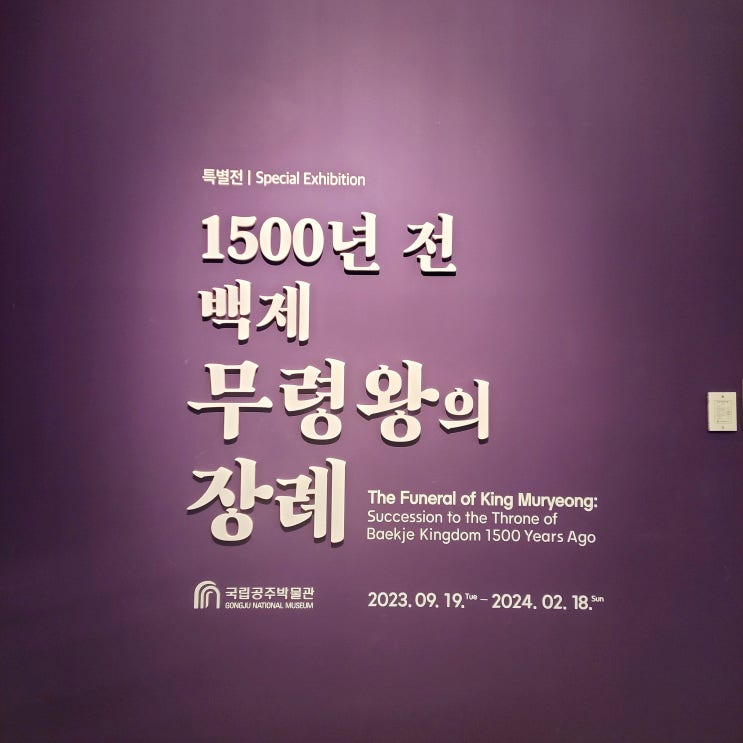 특별전 | Special Exhibition
1500년 전
백제
무령왕의
장례
The Funeral of King Muryeong:
Succession to the Throne of
Baekje Kingdom 1500 Years Ago
국립공주박물관
GONGJU NATIONAL MUSEUM
2023. 09. 19.Tue – 2024. 02. 18.Sun